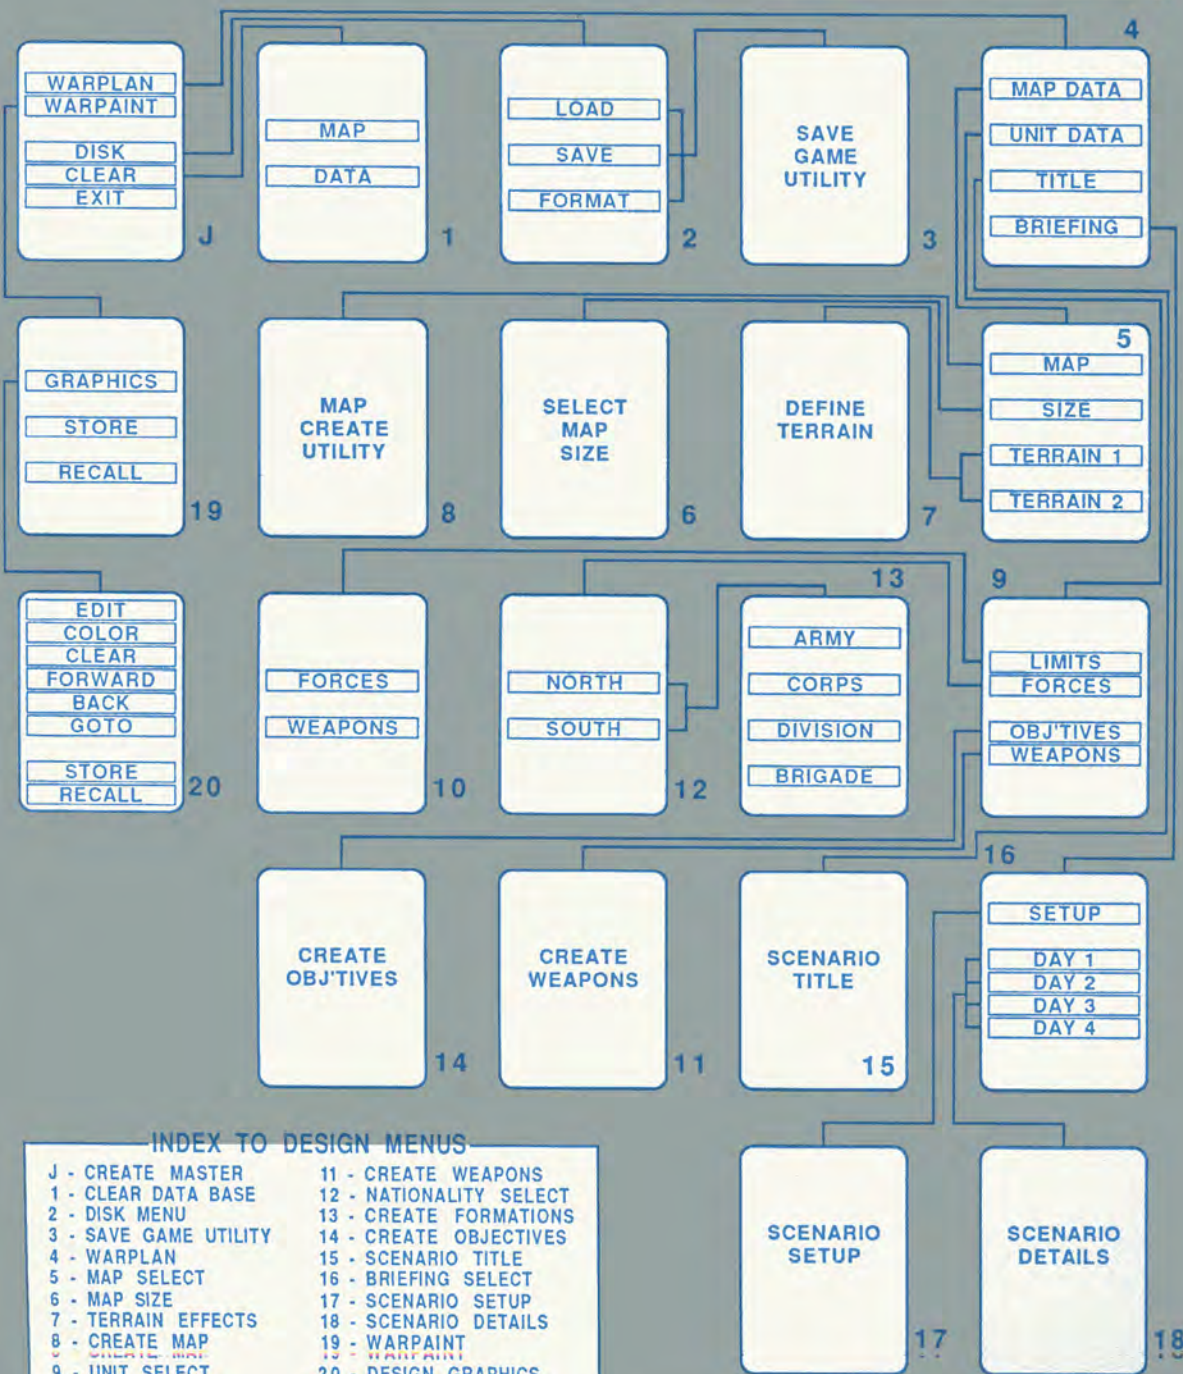 4
WARPLAN
WARPAINT
DISK
CLEAR
EXIT
J
MAP
DATA
1
LOAD
SAVE
FORMAT
2
SAVE
GAME
UTILITY
3
MAP DATA
UNIT DATA
TITLE
BRIEFING
GRAPHICS
STORE
RECALL
19
MAP
CREATE
UTILITY
8
SELECT
MAP
SIZE
6
DEFINE
TERRAIN
7
5
MAP
SIZE
TERRAIN 1
TERRAIN 2
EDIT
COLOR
CLEAR
FORWARD
BACK
GOTO
STORE
RECALL
20
FORCES
WEAPONS
10
NORTH
SOUTH
12
13
ARMY
CORPS
DIVISION
BRIGADE
9
LIMITS
FORCES
OBJ'TIVES
WEAPONS
CREATE
OBJ'TIVES
14
CREATE
WEAPONS
11
SCENARIO
TITLE
15
16
SETUP
DAY 1
DAY 2
DAY 3
DAY 4
SCENARIO
SETUP
17
SCENARIO
DETAILS
18
INDEX TO DESIGN MENUS
J - CREATE MASTER
1 - CLEAR DATA BASE
2 - DISK MENU
3 - SAVE GAME UTILITY
4 - WARPLAN
5 - MAP SELECT
6 - MAP SIZE
7 - TERRAIN EFFECTS
8 - CREATE MAP
9 - UNIT SELECT
11 - CREATE WEAPONS
12 - NATIONALITY SELECT
13 - CREATE FORMATIONS
14 - CREATE OBJECTIVES
15 - SCENARIO TITLE
16 - BRIEFING SELECT
17 - SCENARIO SETUP
18 - SCENARIO DETAILS
19 - WARPAINT
20 - DESIGN GRAPHICS